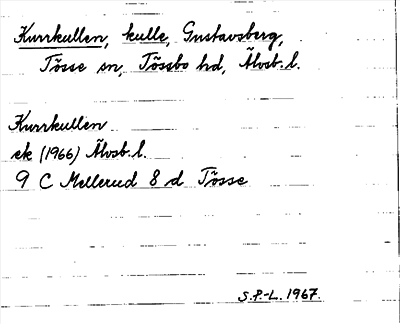 Kurrkullen, kulle, Gustavsberg,
Tösse sn, Tössbo hd, Älvsb. l.
Kurrkullen
ek (1966) Älvsb. l.
9 C Mellerud 8 d Tösse
S.P.-L. 1967.